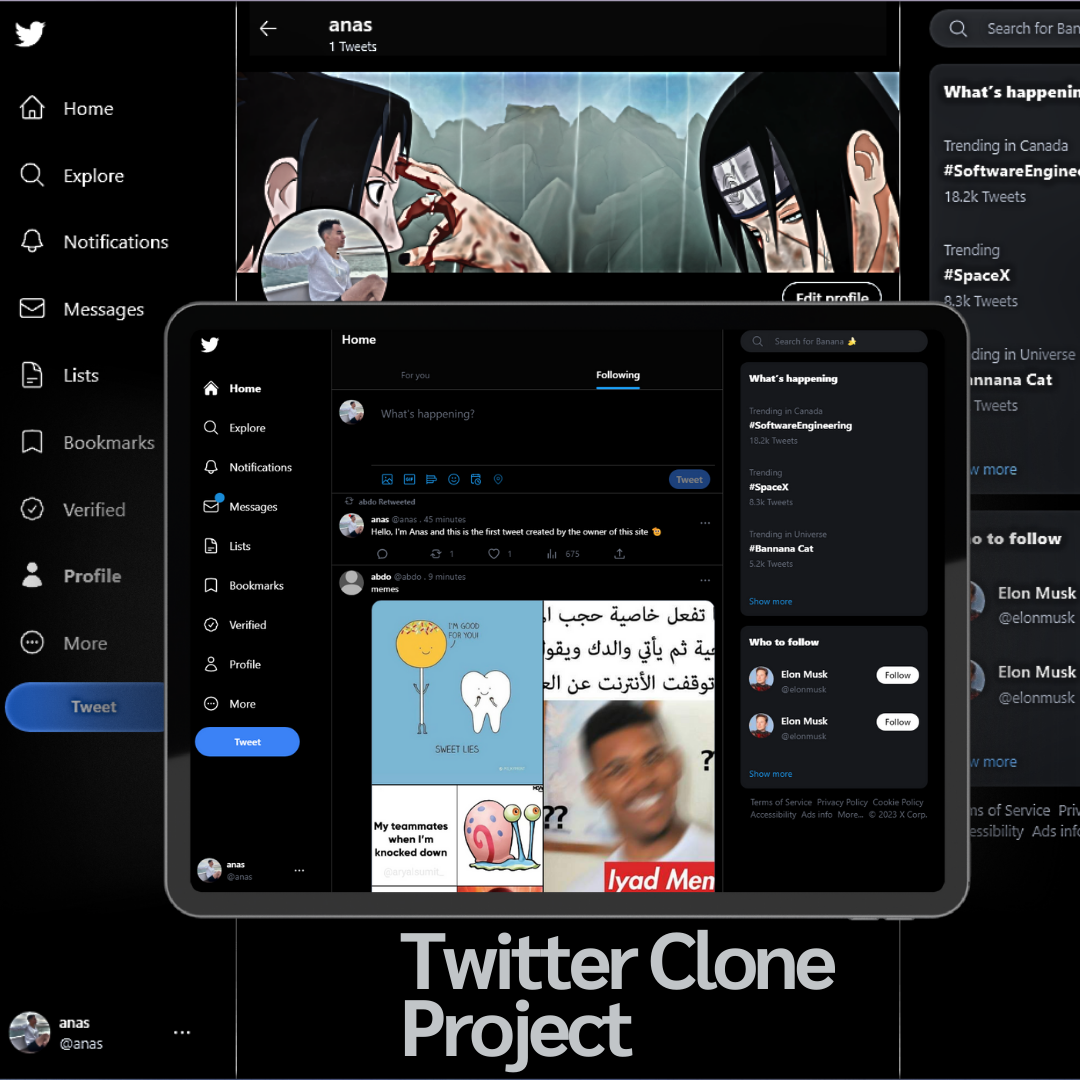 anas
1 Tweets
Home
Explore
Notifications
Messages
Lists
Bookmarks
Verified
Profile
More
Tweet
anas
@anas
Edit profile
Search for Ban
What's happenin
Trending in Canada
#SoftwareEnginee
18.2k Tweets
Trending
#SpaceX
8.3k Tweets
ding in Universe
nnana Cat
Tweets
w more
o to follow
Elon Musk
@elonmusk
Elon Musk
@elonmusk
w more
ms of Service Priv
essibility Ads info
Home
Explore
Notifications
Messages
Lists
Bookmarks
Verified
Profile
More
Tweet
anas
@anas
Home
For you
Following
What's happening?
Tweet
abdo Retweeted
anas @anas . 45 minutes
Hello, I'm Anas and this is the first tweet created by the owner of this site
1
1
675
abdo @abdo . 9 minutes
memes
I'M GOOD
FOR YOU!
SWEET LIES
تفعل خاصية حجب ا
ية ثم يأتي والدك ويقو
توقفت الأنترنت عن الع
??
??
My teammates
when I'm
knocked down
Iyad Mem
Search for Banana 🍌
What's happening
Trending in Canada
#SoftwareEngineering
18.2k Tweets
Trending
#SpaceX
8.3k Tweets
Trending in Universe
#Bannana Cat
5.2k Tweets
Show more
Who to follow
Elon Musk
@elonmusk
Follow
Elon Musk
@elonmusk
Follow
Show more
Terms of Service Privacy Policy Cookie Policy
Accessibility Ads info More... © 2023 X Corp.
Twitter Clone
Project